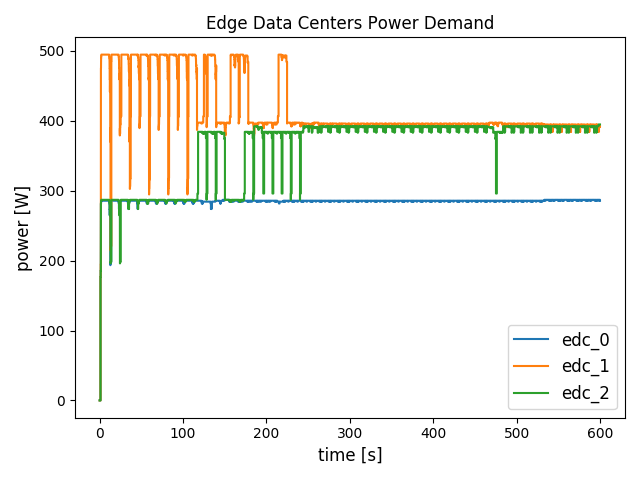 Edge Data Centers Power Demand
500
400
300
200
100
0
power [W]
0 100 200 300 400 500 600
time [s]
edc_0
edc_1
edc_2